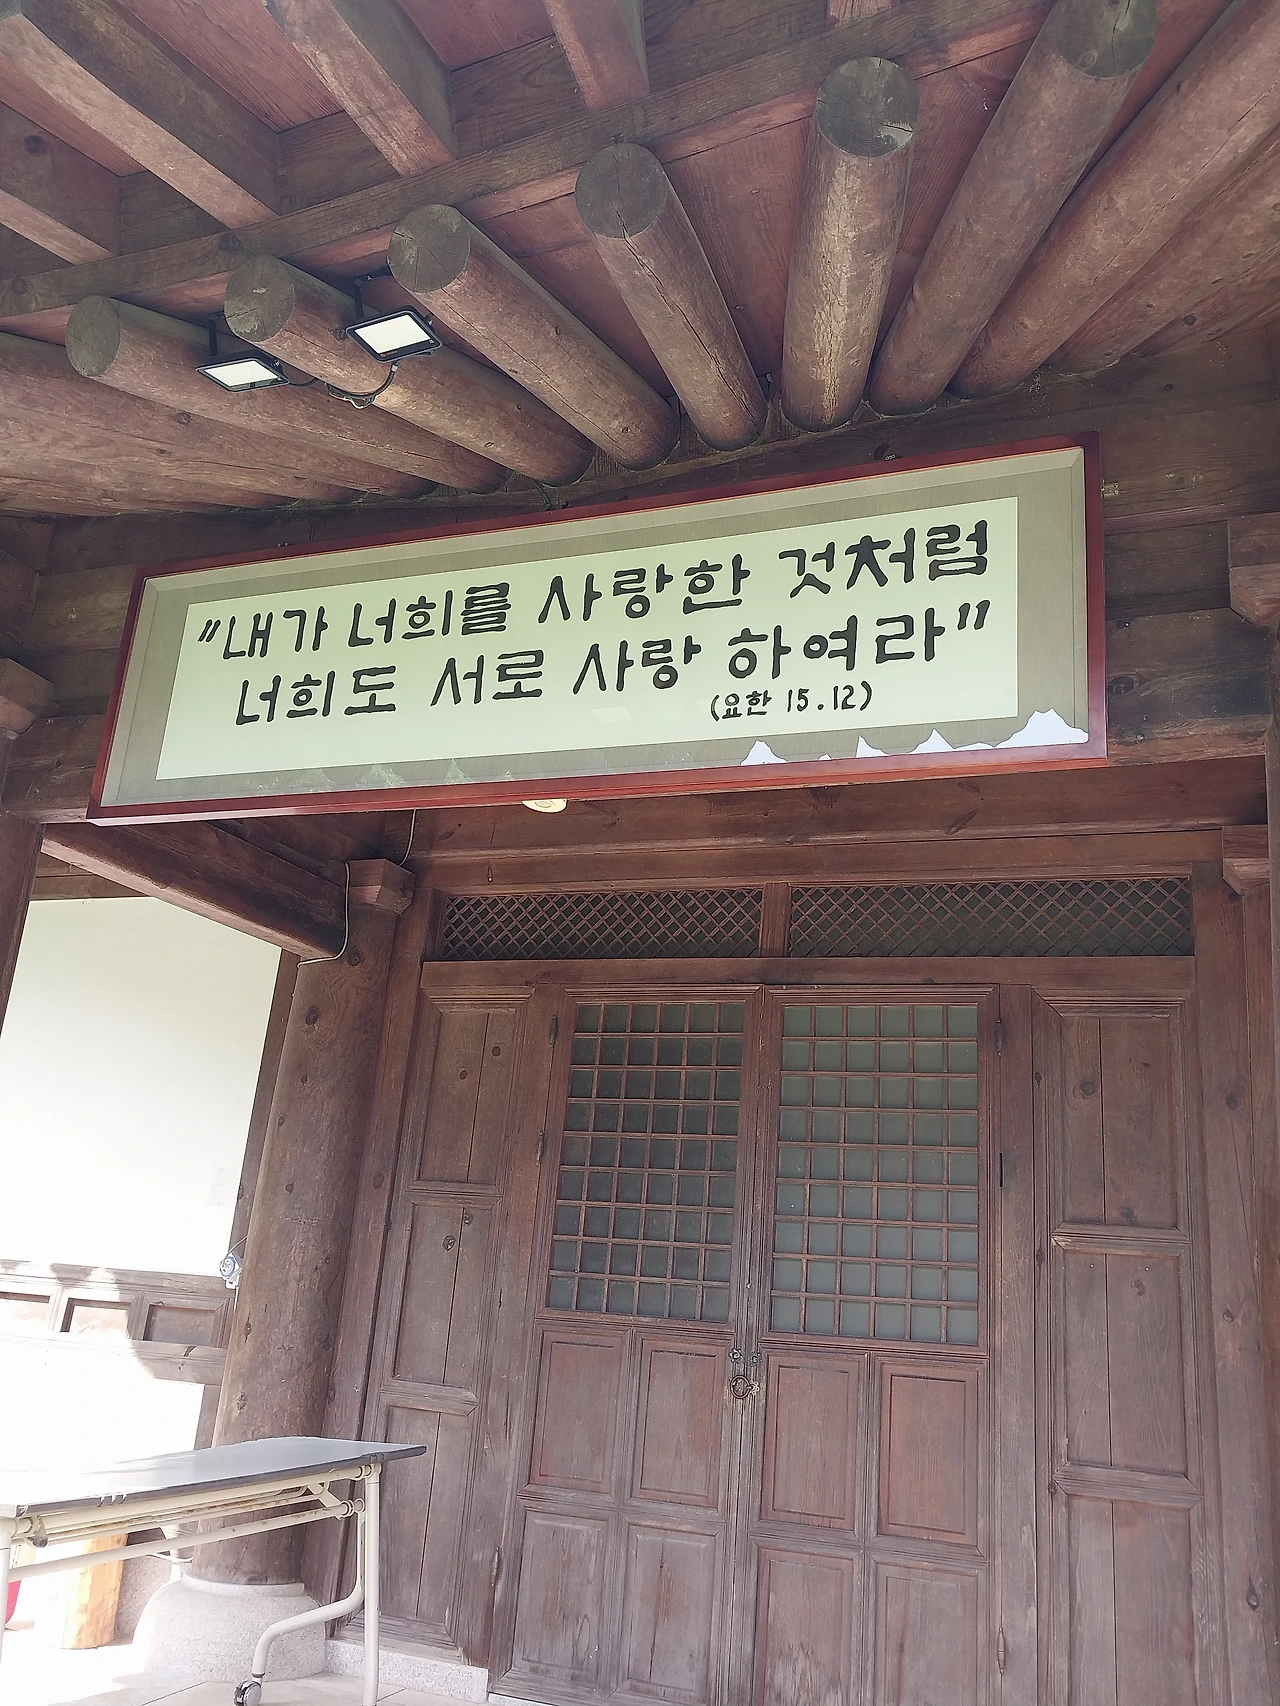 "내가 너희를 사랑한 것처럼
너희도 서로 사랑 하여라"
(요한 15.12)